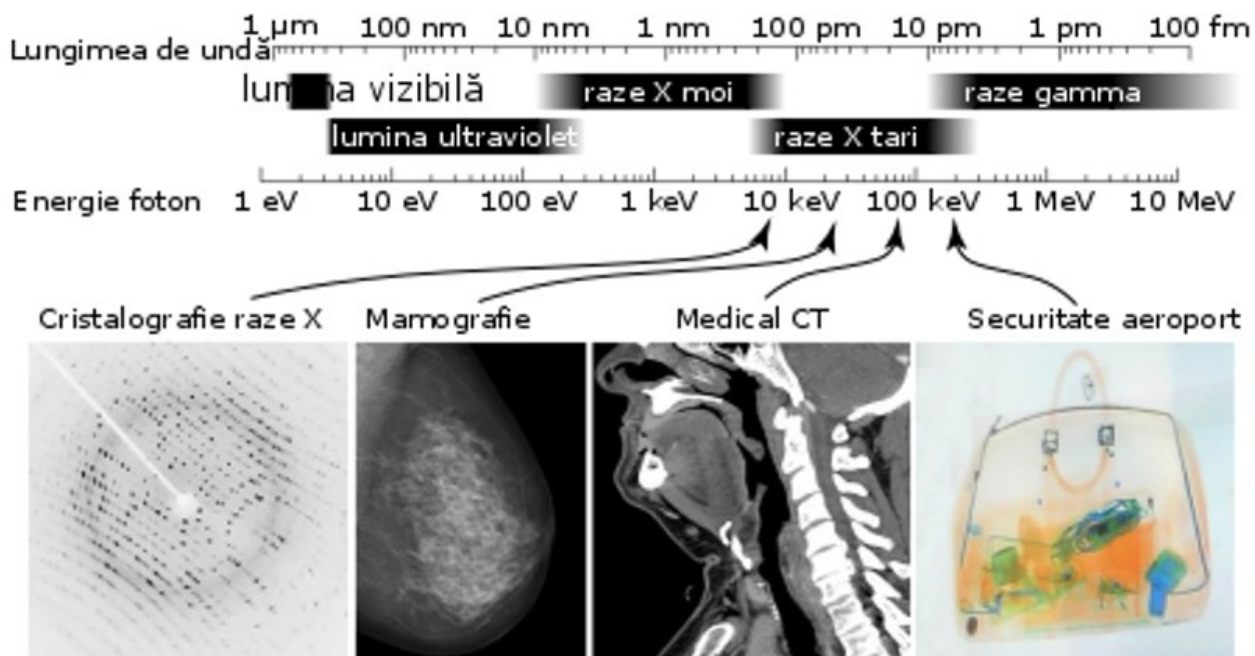 1 μm 100 nm 10 nm 1 nm 100 pm 10 pm 1 pm 100 fm
Lungimea de undă
lumina vizibilă raze X moi raze gamma
lumina ultraviolet raze X tari
Energie foton 1 eV 10 eV 100 eV 1 keV 10 keV 100 keV 1 MeV 10 MeV
Cristalografie raze X Mamografie Medical CT Securitate aeroport